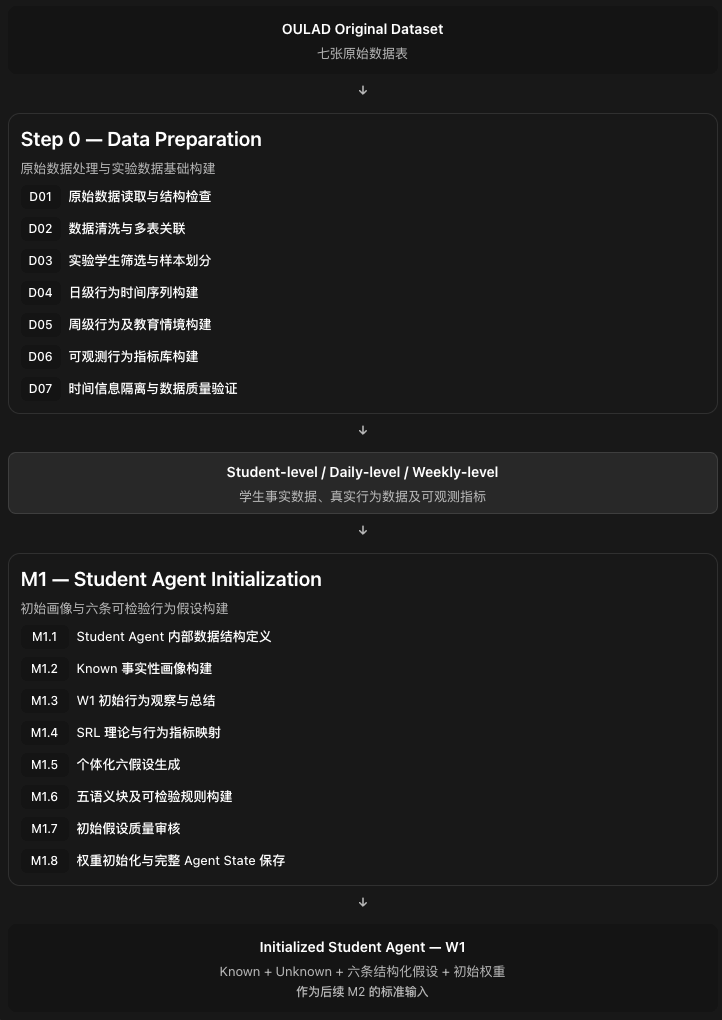 OULAD Original Dataset
七张原始数据表
↓
Step 0 — Data Preparation
原始数据处理与实验数据基础构建
D01 原始数据读取与结构检查
D02 数据清洗与多表关联
D03 实验学生筛选与样本划分
D04 日级行为时间序列构建
D05 周级行为及教育情境构建
D06 可观测行为指标库构建
D07 时间信息隔离与数据质量验证
↓
Student-level / Daily-level / Weekly-level
学生事实数据、真实行为数据及可观测指标
↓
M1 — Student Agent Initialization
初始画像与六条可检验行为假设构建
M1.1 Student Agent 内部数据结构定义
M1.2 Known 事实性画像构建
M1.3 W1 初始行为观察与总结
M1.4 SRL 理论与行为指标映射
M1.5 个体化六假设生成
M1.6 五语义块及可检验规则构建
M1.7 初始假设质量审核
M1.8 权重初始化与完整 Agent State 保存
↓
Initialized Student Agent — W1
Known + Unknown + 六条结构化假设 + 初始权重
作为后续 M2 的标准输入